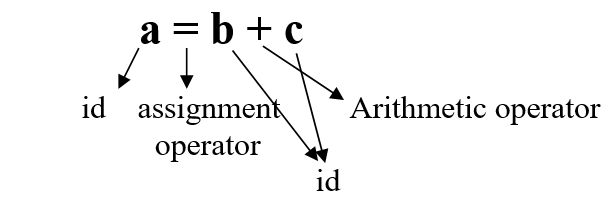 a = b + c
id assignment operator Arithmetic operator
id